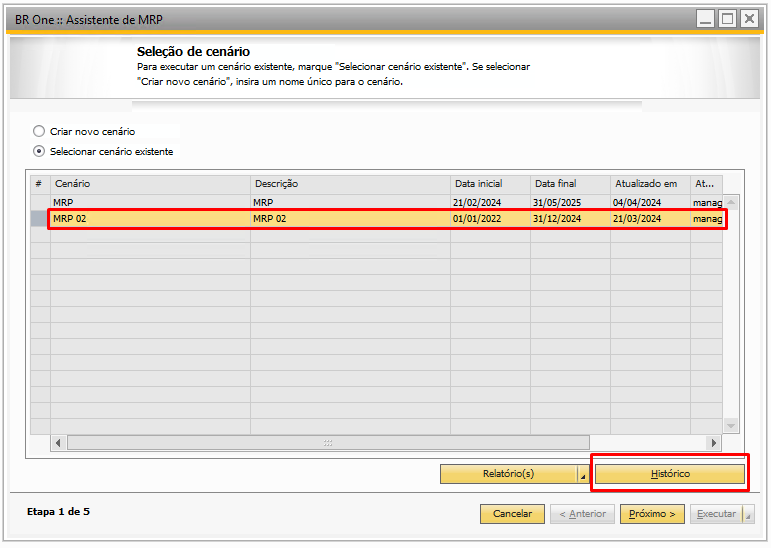 BR One :: Assistente de MRP
Seleção de cenário
Para executar um cenário existente, marque "Selecionar cenário existente". Se selecionar
"Criar novo cenário", insira um nome único para o cenário.
Criar novo cenário
Selecionar cenário existente
# Cenário Descrição Data inicial Data final Atualizado em At...
MRP MRP 21/02/2024 31/05/2025 04/04/2024 manag
MRP 02 MRP 02 01/01/2022 31/12/2024 21/03/2024 manag
Relatório(s) Histórico
Etapa 1 de 5 Cancelar < Anterior Próximo > Executar